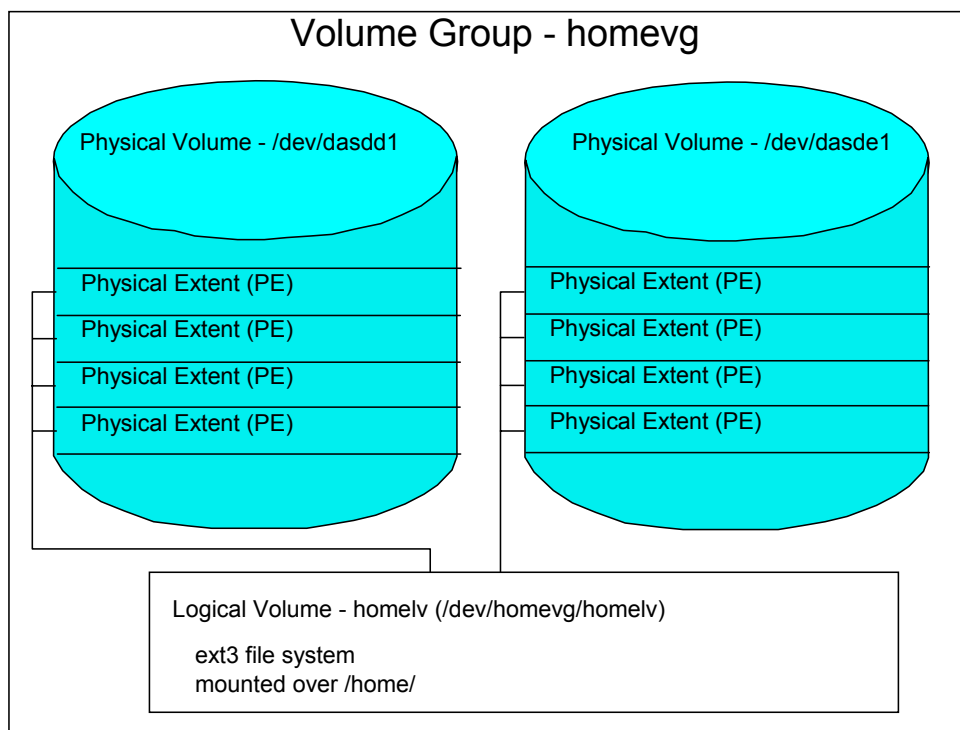 Volume Group - homevg
Physical Volume - /dev/dasdd1
Physical Extent (PE)
Physical Extent (PE)
Physical Extent (PE)
Physical Extent (PE)
Physical Volume - /dev/dasde1
Physical Extent (PE)
Physical Extent (PE)
Physical Extent (PE)
Physical Extent (PE)
Logical Volume - homelv (/dev/homevg/homelv)
ext3 file system
mounted over /home/